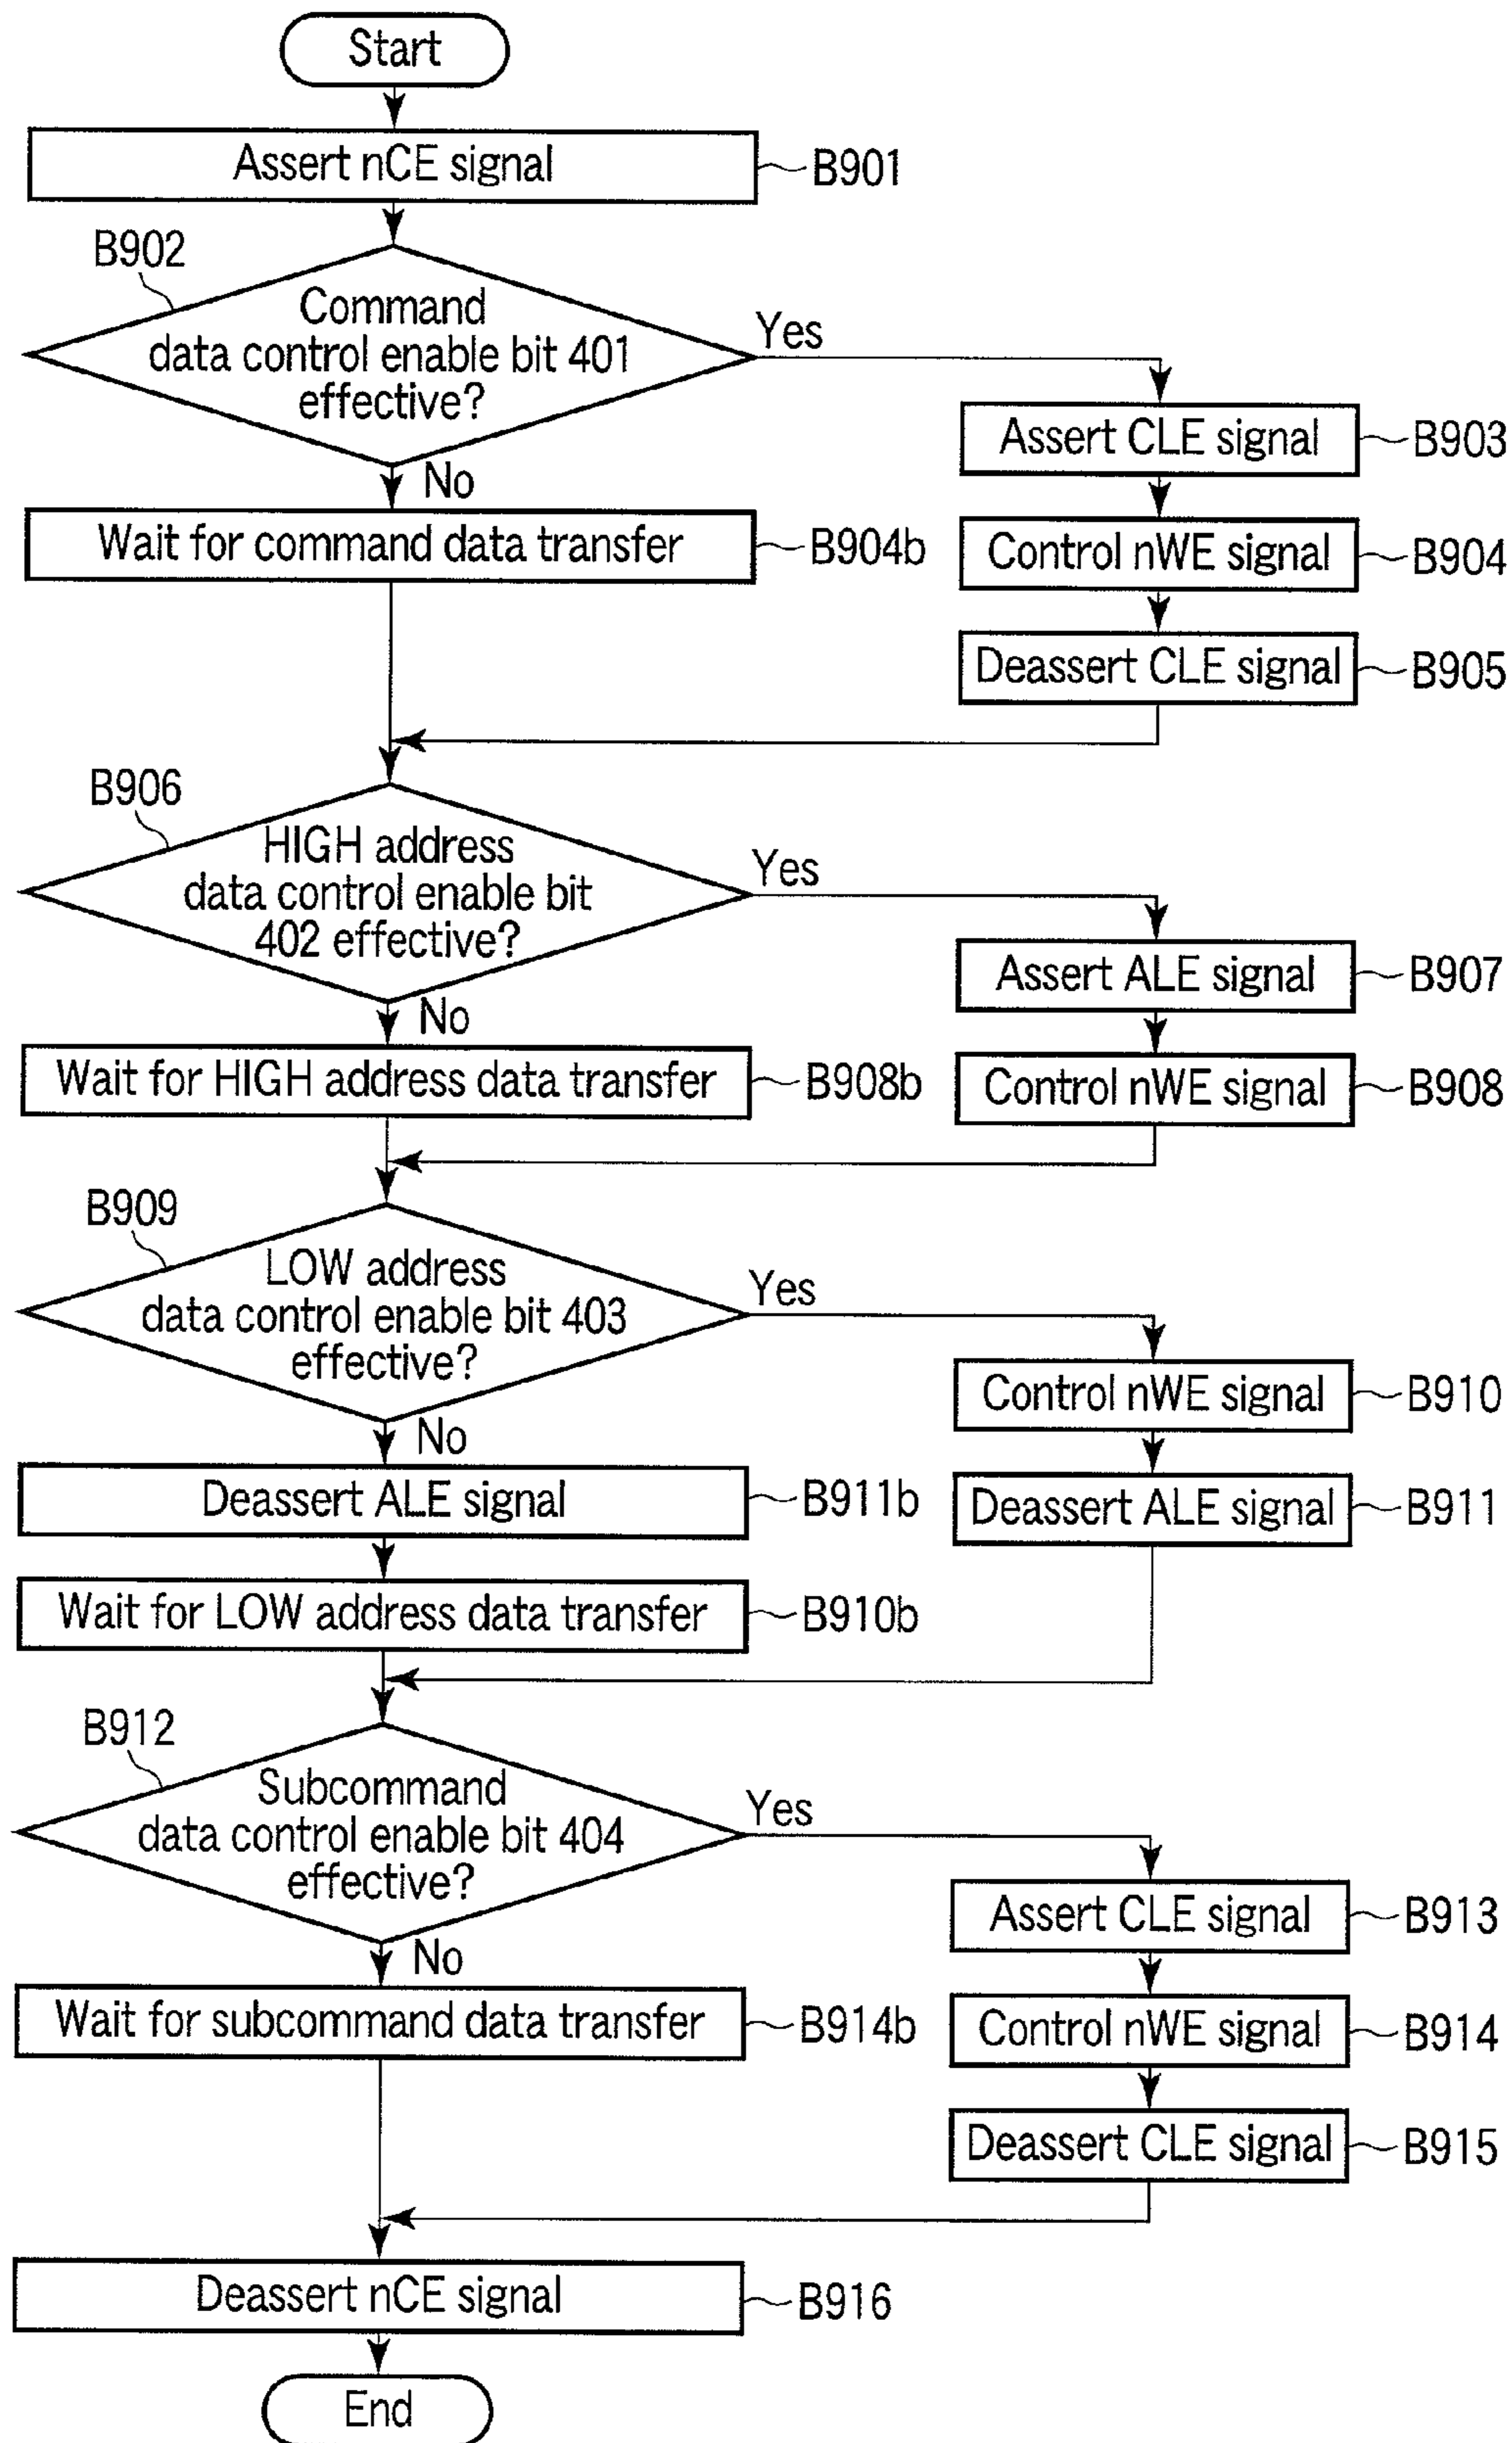 Start
Assert nCE signal
B901
B902
Command
data control enable bit 401
effective?
Yes
No
Assert CLE signal
B903
Wait for command data transfer
B904b
Control nWE signal
B904
Deassert CLE signal
B905
B906
HIGH address
data control enable bit
402 effective?
Yes
No
Assert ALE signal
B907
Wait for HIGH address data transfer
B908b
Control nWE signal
B908
B909
LOW address
data control enable bit 403
effective?
Yes
No
Control nWE signal
B910
Deassert ALE signal
B911b
Deassert ALE signal
B911
Wait for LOW address data transfer
B910b
B912
Subcommand
data control enable bit 404
effective?
Yes
No
Assert CLE signal
B913
Wait for subcommand data transfer
B914b
Control nWE signal
B914
Deassert CLE signal
B915
Deassert nCE signal
B916
End